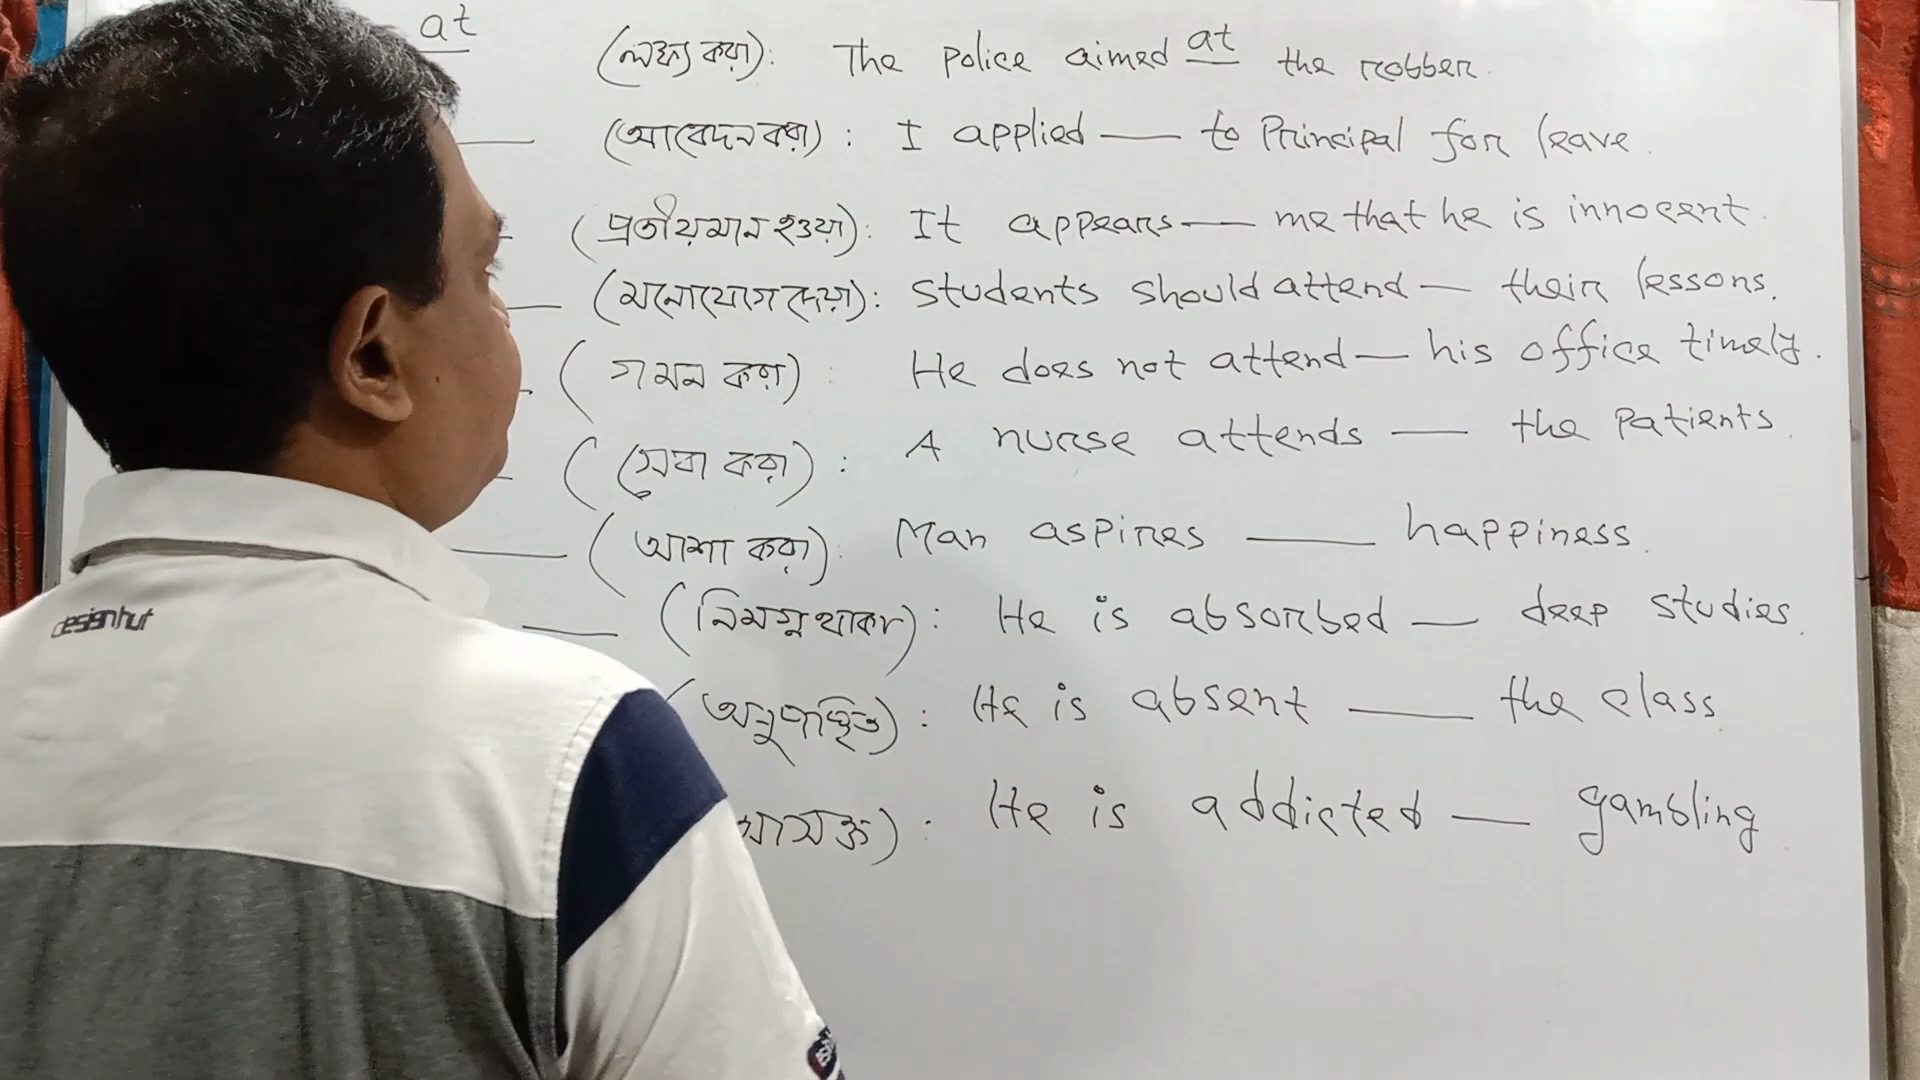 at (লক্ষ্য করা): The police aimed at the robber.
(আবেদন করা): I applied — to Principal for leave.
(প্রতীয়মান হওয়া): It appears — me that he is innocent.
(মনোযোগ দেয়া): Students should attend — their lessons.
(গমন করা): He does not attend — his office timely.
(সেবা করা): A nurse attends — the patients.
(আশা করা): Man aspires — happiness.
(নিমগ্ন থাকা): He is absorbed — deep studies.
(অনুপস্থিত): He is absent — the class
আসক্ত): He is addicted — gambling
designhut